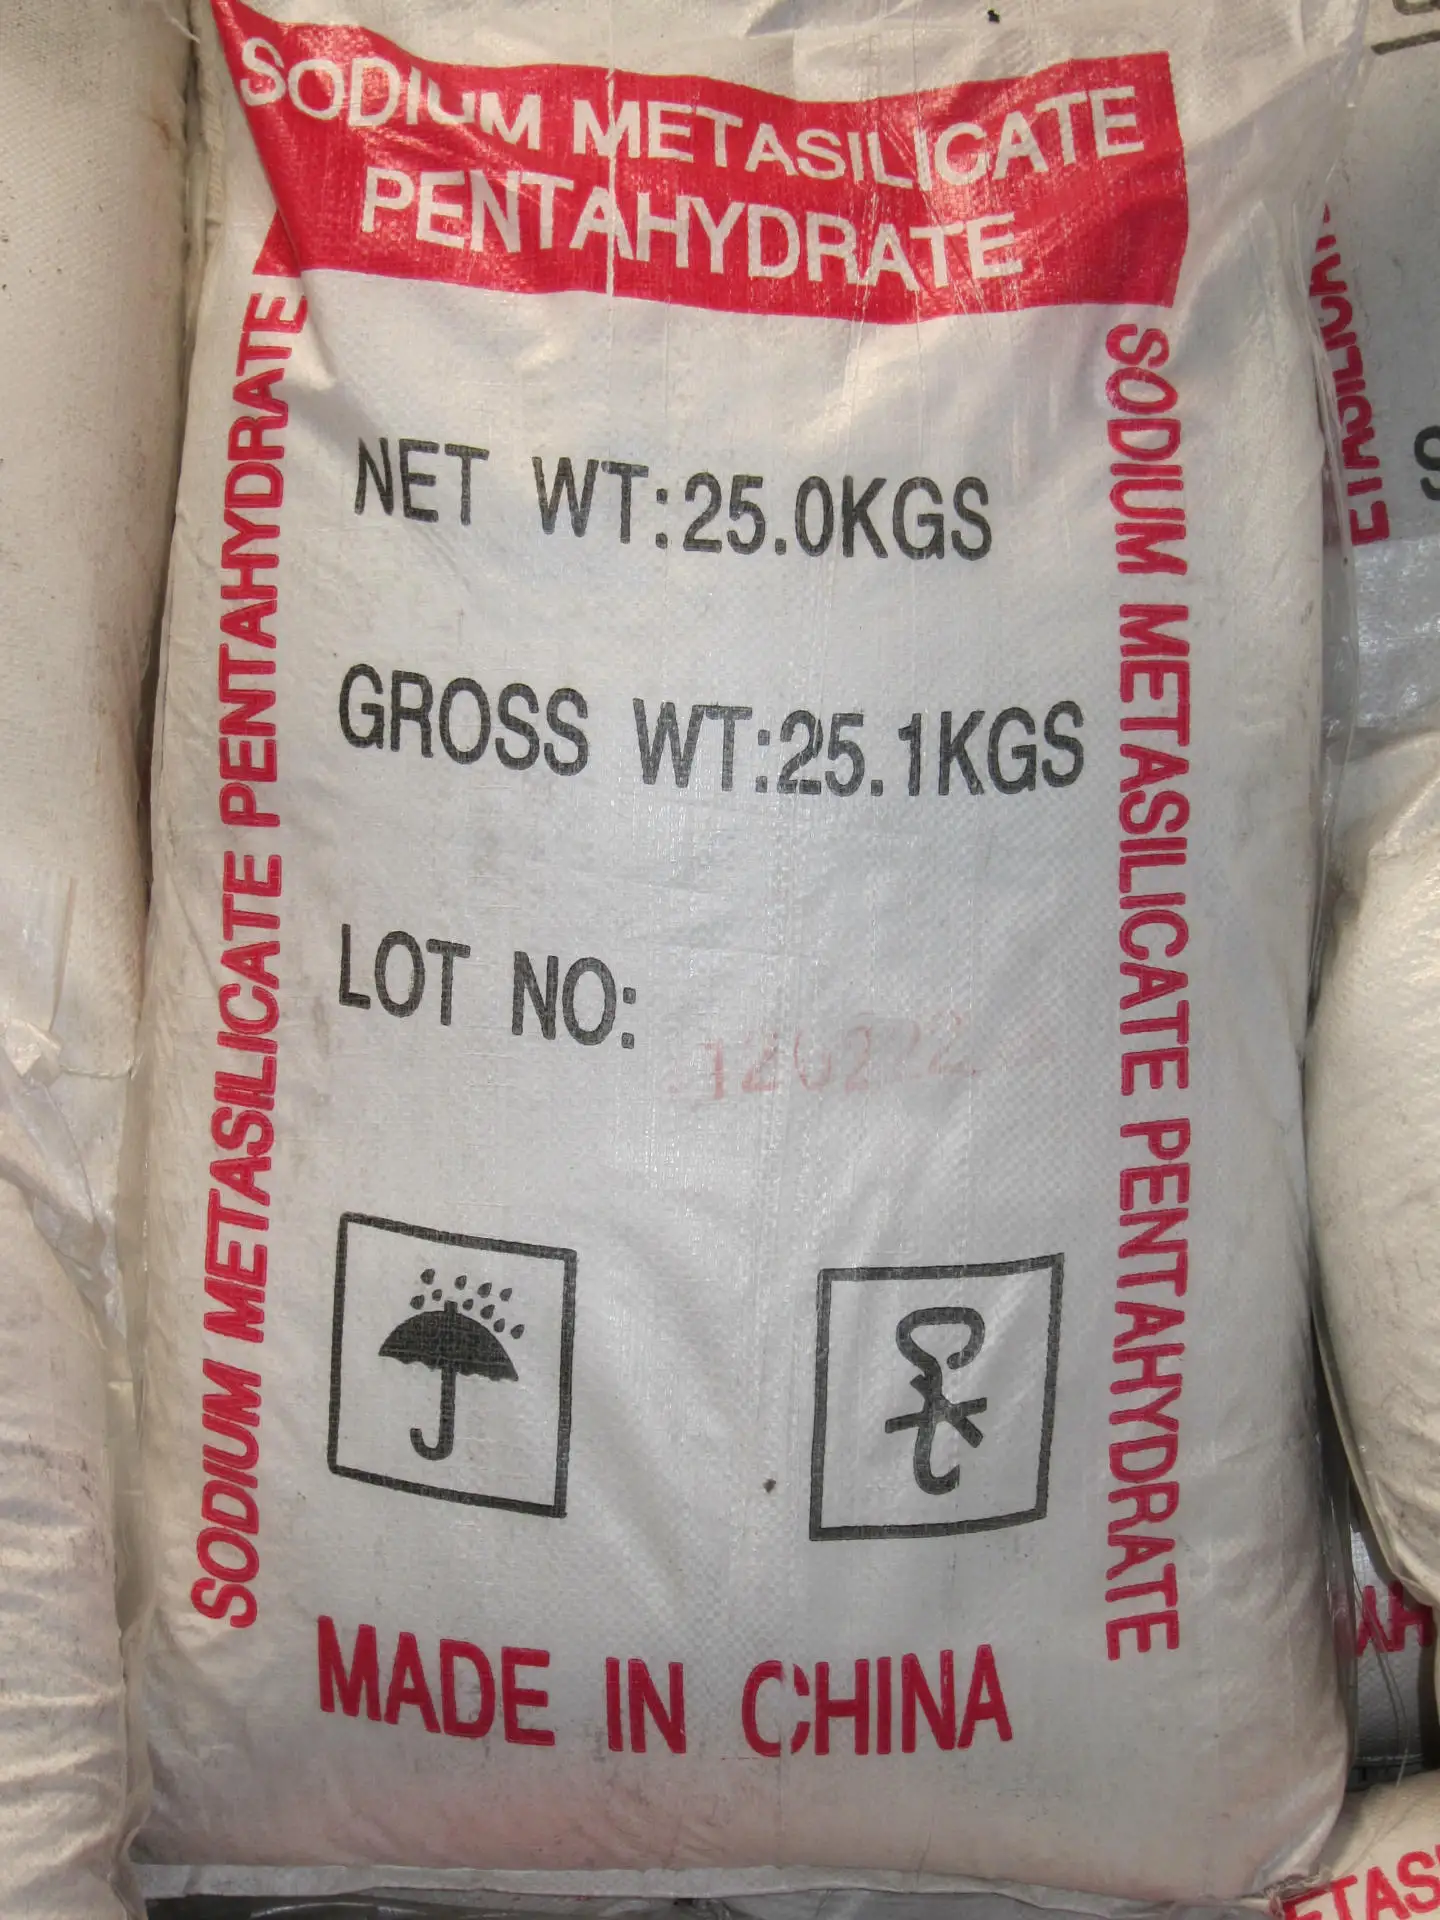 SODIUM METASILICATE
PENTAHYDRATE
SODIUM METASILICATE PENTAHYDRATE
SODIUM METASILICATE PENTAHYDRATE
NET WT:25.0KGS
GROSS WT:25.1KGS
LOT NO:
MADE IN CHINA